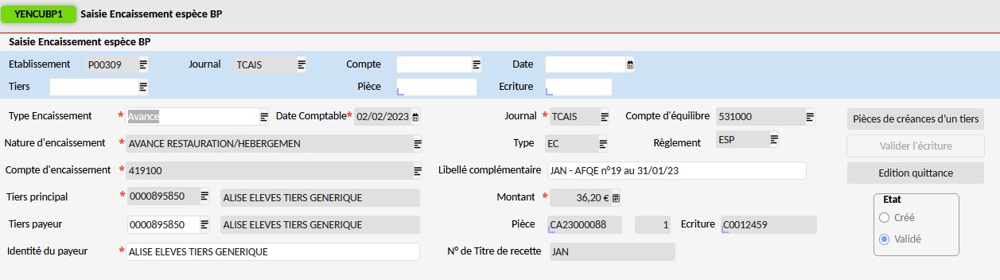 YENCUBP1 Saisie Encaissement espèce BP
Saisie Encaissement espèce BP
Etablissement P00309 Journal TCAIS Compte Date
Tiers Pièce Ecriture
Type Encaissement * Avance Date Comptable* 02/02/2023 Journal * TCAIS Compte d'équilibre 531000 Pièces de créances d'un tiers
Nature d'encaissement * AVANCE RESTAURATION/HEBERGEMEN Type EC Règlement ESP Valider l'écriture
Compte d'encaissement * 419100 Libellé complémentaire JAN - AFQE n°19 au 31/01/23 Edition quittance
Tiers principal * 0000895850 ALISE ELEVES TIERS GENERIQUE Montant * 36,20 € Etat
Tiers payeur 0000895850 ALISE ELEVES TIERS GENERIQUE Pièce CA23000088 1 Ecriture C0012459 Créé
Validé
Identité du payeur * ALISE ELEVES TIERS GENERIQUE N° de Titre de recette JAN